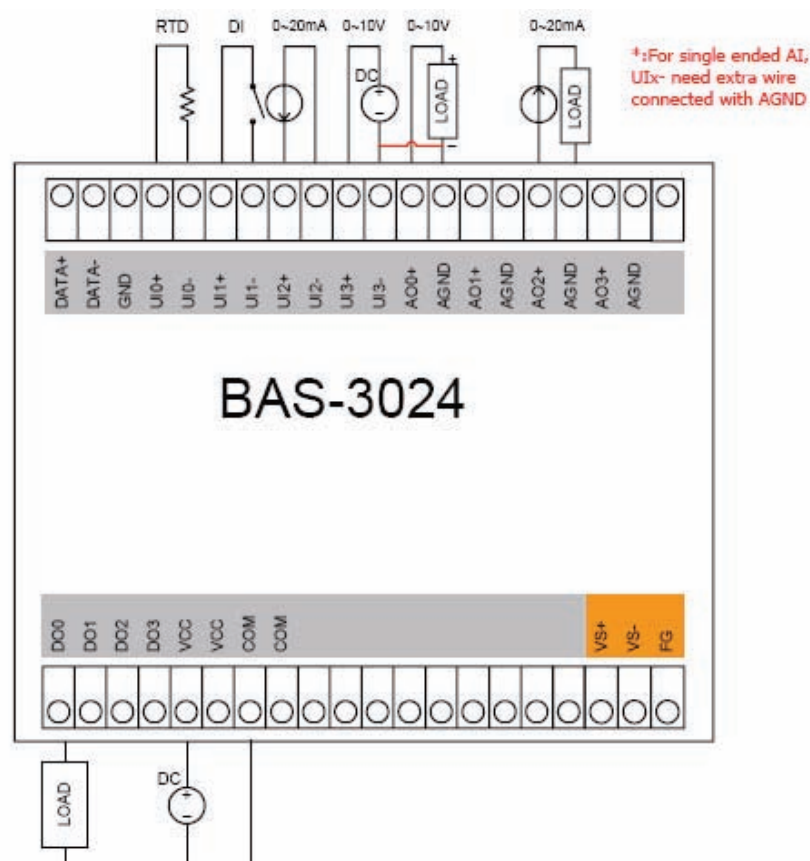 RTD DI 0~20mA 0~10V 0~10V 0~20mA
*:For single ended AI,
UIx- need extra wire
connected with AGND
DC
+
−
+
LOAD
−
LOAD
DATA+ DATA- GND UI0+ UI0- UI1+ UI1- UI2+ UI2- UI3+ UI3- AO0+ AGND AO1+ AGND AO2+ AGND AO3+ AGND
BAS-3024
DO0 DO1 DO2 DO3 VCC VCC COM COM VS+ VS- FG
LOAD
DC
+
−